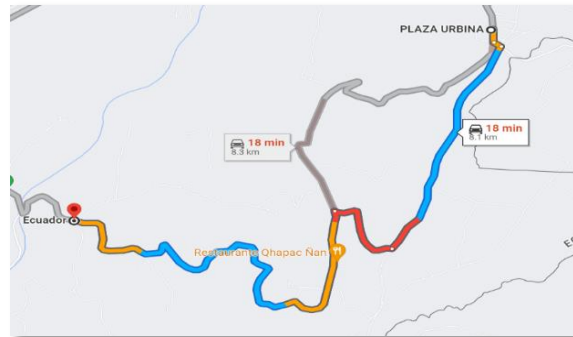 PLAZA URBINA
18 min
8.3 km
18 min
8.1 km
Ecuador
Restaurante Qhapac Ñan